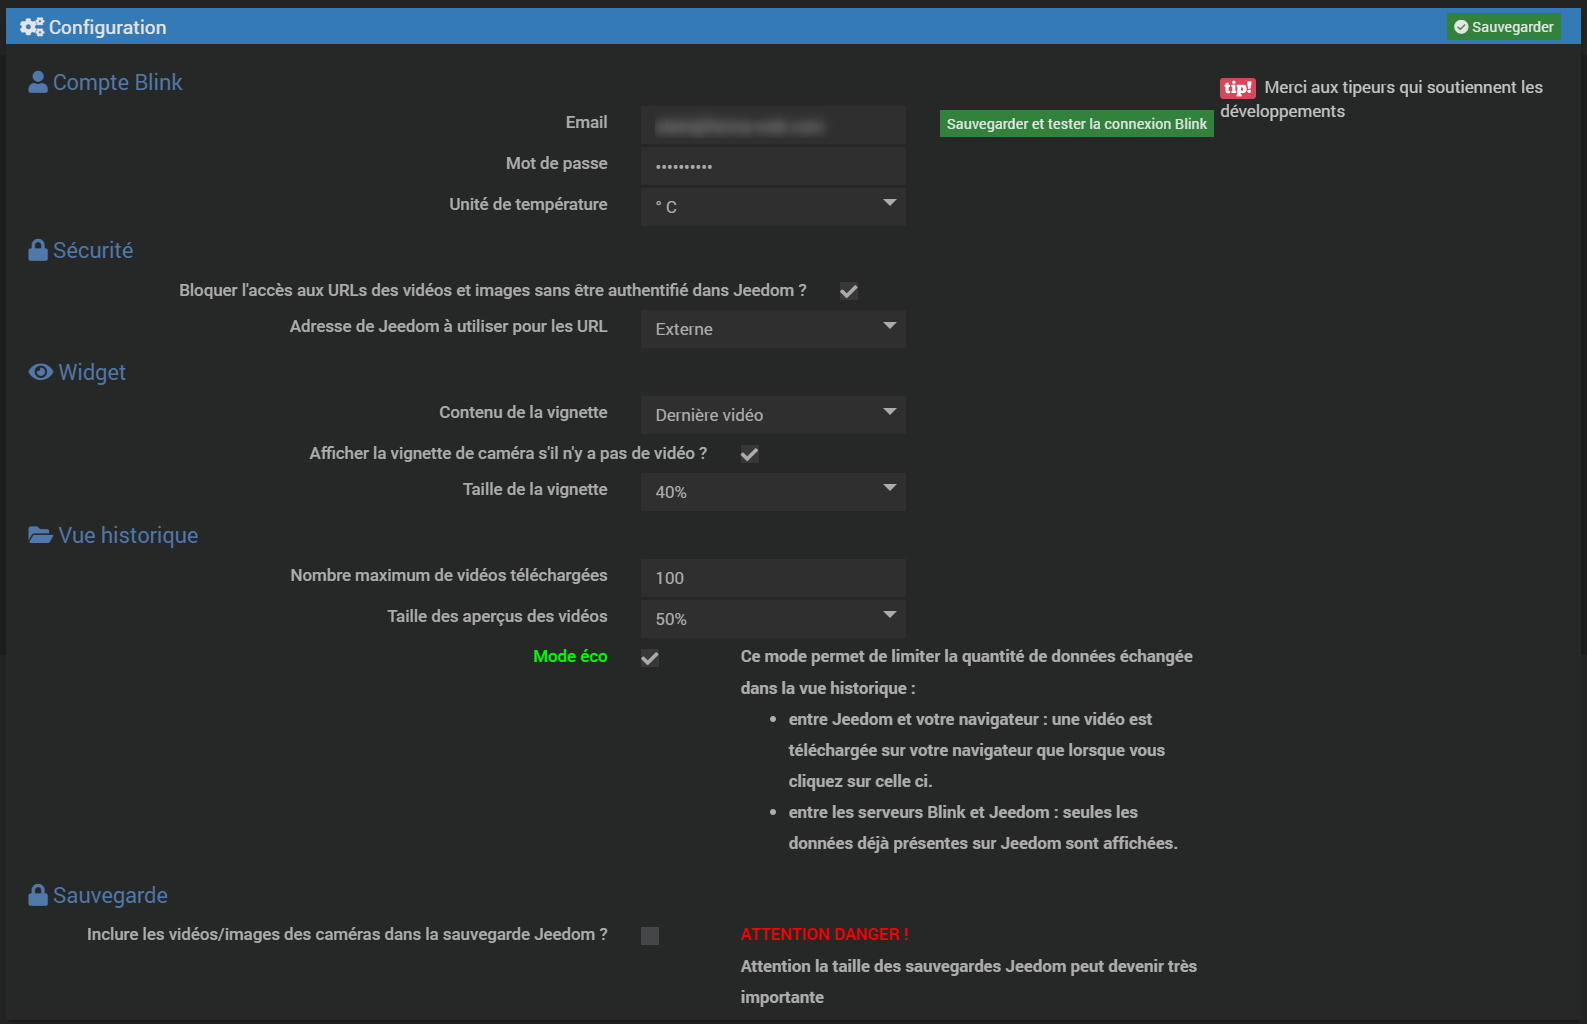 Configuration
Sauvegarder
Compte Blink
tip! Merci aux tipeurs qui soutiennent les
développements
Email
Sauvegarder et tester la connexion Blink
Mot de passe
••••••••••
Unité de température
° C
Sécurité
Bloquer l'accès aux URLs des vidéos et images sans être authentifié dans Jeedom ?
Adresse de Jeedom à utiliser pour les URL
Externe
Widget
Contenu de la vignette
Dernière vidéo
Afficher la vignette de caméra s'il n'y a pas de vidéo ?
Taille de la vignette
40%
Vue historique
Nombre maximum de vidéos téléchargées
100
Taille des aperçus des vidéos
50%
Mode éco
Ce mode permet de limiter la quantité de données échangée
dans la vue historique :
• entre Jeedom et votre navigateur : une vidéo est
téléchargée sur votre navigateur que lorsque vous
cliquez sur celle ci.
• entre les serveurs Blink et Jeedom : seules les
données déjà présentes sur Jeedom sont affichées.
Sauvegarde
Inclure les vidéos/images des caméras dans la sauvegarde Jeedom ?
ATTENTION DANGER !
Attention la taille des sauvegardes Jeedom peut devenir très
importante